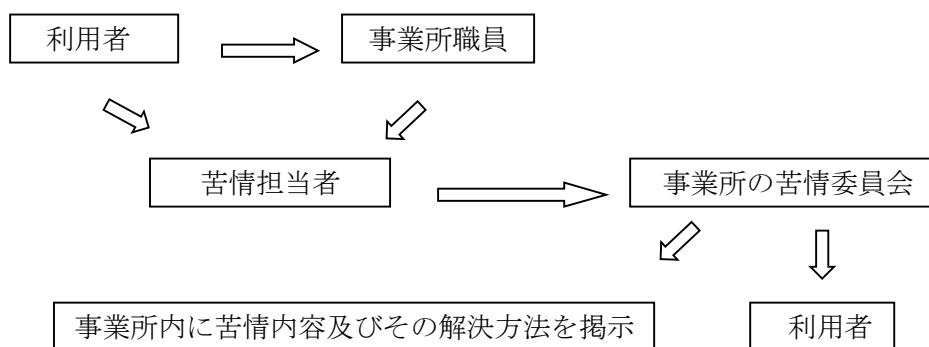 利用者
事業所職員
苦情担当者
事業所の苦情委員会
事業所内に苦情内容及びその解決方法を掲示
利用者